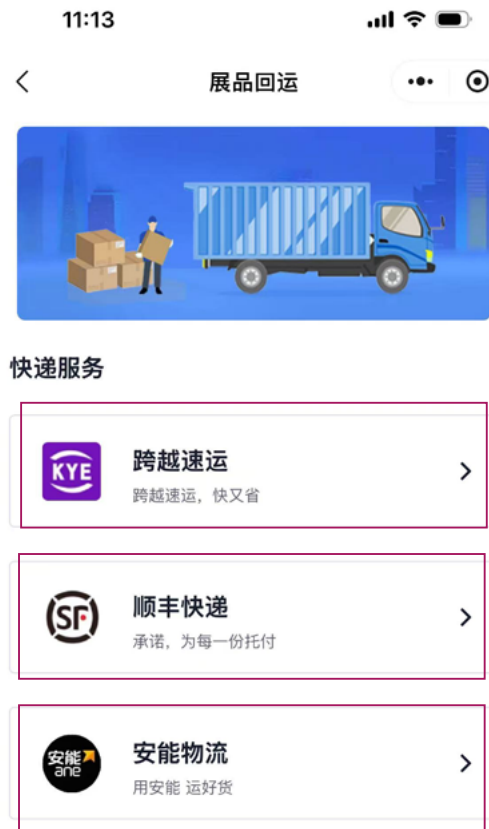 11:13
展品回运
快递服务
KYE
跨越速运
跨越速运，快又省
SF
顺丰快递
承诺，为每一份托付
安能
ane
安能物流
用安能 运好货